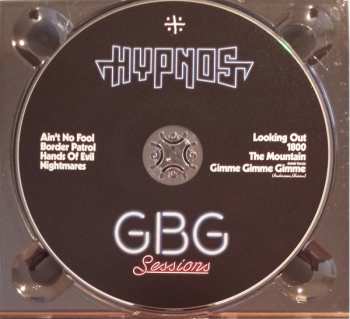 HYPNOS
Ain't No Fool
Border Patrol
Hands Of Evil
Nightmares
Looking Out
1800
The Mountain
Gimme Gimme Gimme
GBG
Sessions